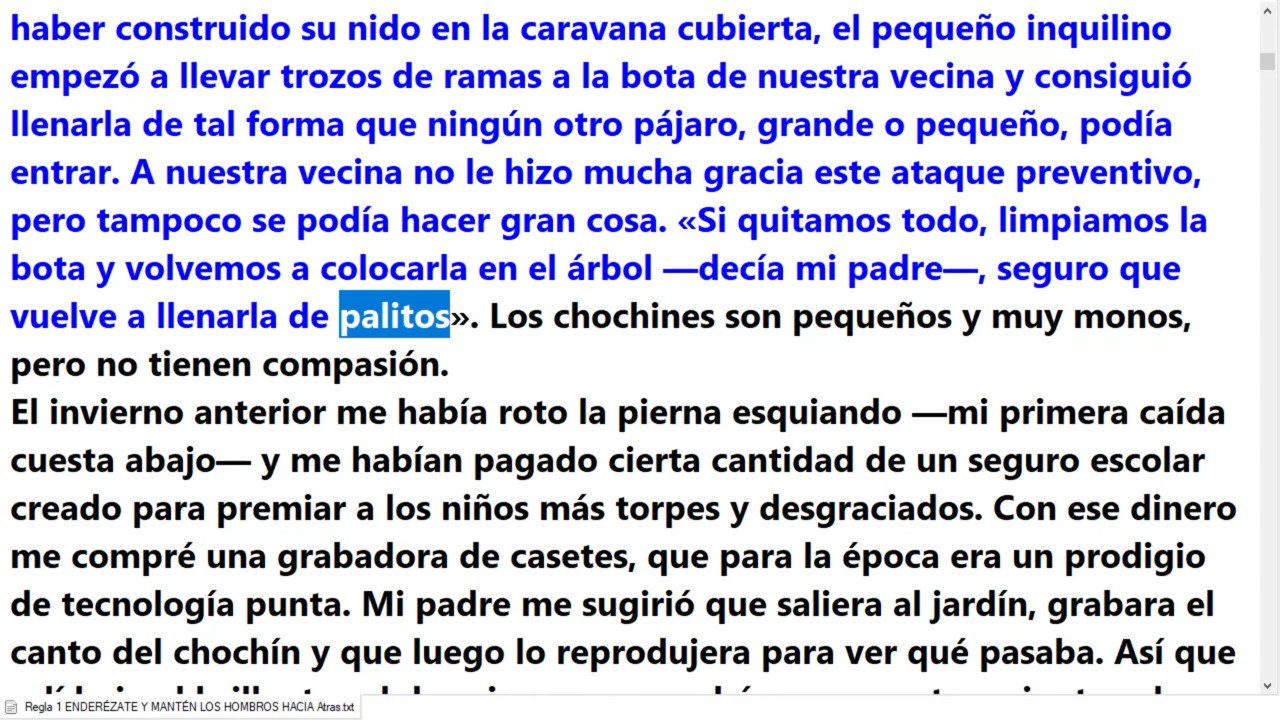 haber construido su nido en la caravana cubierta, el pequeño inquilino
empezó a llevar trozos de ramas a la bota de nuestra vecina y consiguió
llenarla de tal forma que ningún otro pájaro, grande o pequeño, podía
entrar. A nuestra vecina no le hizo mucha gracia este ataque preventivo,
pero tampoco se podía hacer gran cosa. «Si quitamos todo, limpiamos la
bota y volvemos a colocarla en el árbol —decía mi padre—, seguro que
vuelve a llenarla de palitos». Los chochines son pequeños y muy monos,
pero no tienen compasión.
El invierno anterior me había roto la pierna esquiando —mi primera caída
cuesta abajo— y me habían pagado cierta cantidad de un seguro escolar
creado para premiar a los niños más torpes y desgraciados. Con ese dinero
me compré una grabadora de casetes, que para la época era un prodigio
de tecnología punta. Mi padre me sugirió que saliera al jardín, grabara el
canto del chochín y que luego lo reprodujera para ver qué pasaba. Así que
Regla 1 ENDERÉZATE Y MANTÉN LOS HOMBROS HACIA Atras.txt